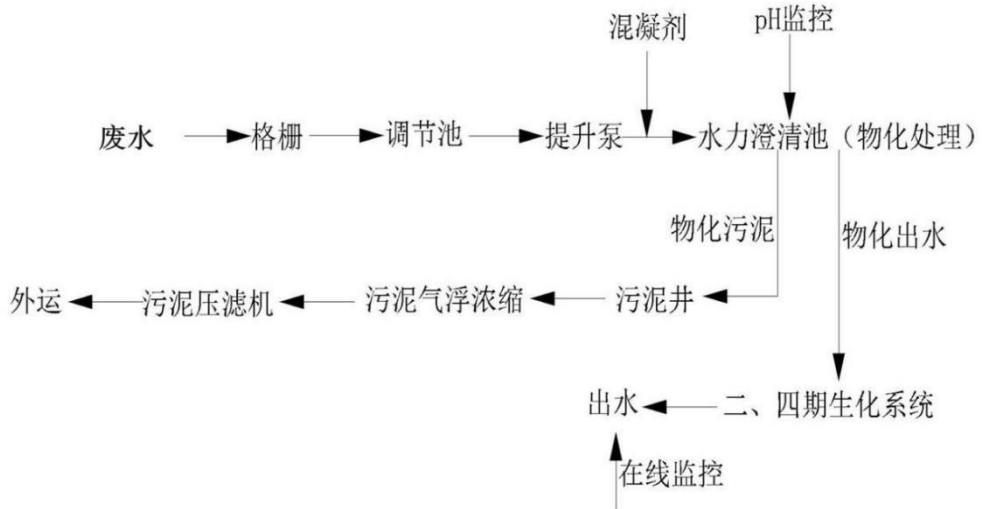 混凝剂
pH监控
废水
格栅
调节池
提升泵
水力澄清池（物化处理）
物化污泥
物化出水
外运
污泥压滤机
污泥气浮浓缩
污泥井
出水
二、四期生化系统
在线监控